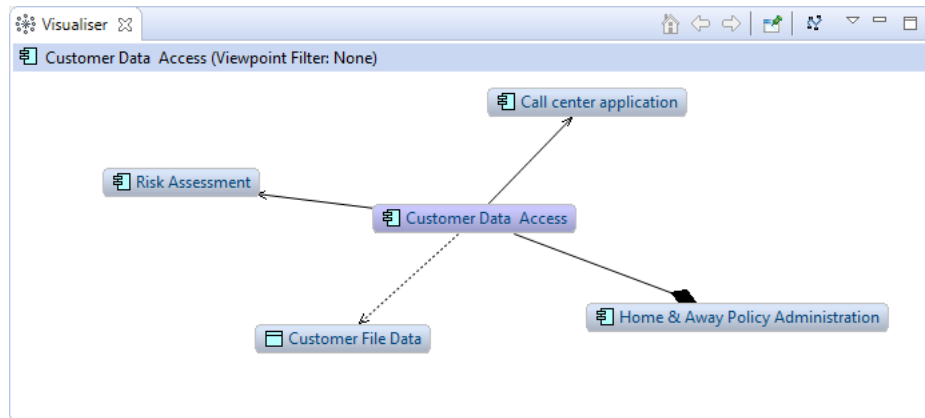 Visualiser
Customer Data  Access (Viewpoint Filter: None)
Call center application
Risk Assessment
Customer Data  Access
Home & Away Policy Administration
Customer File Data